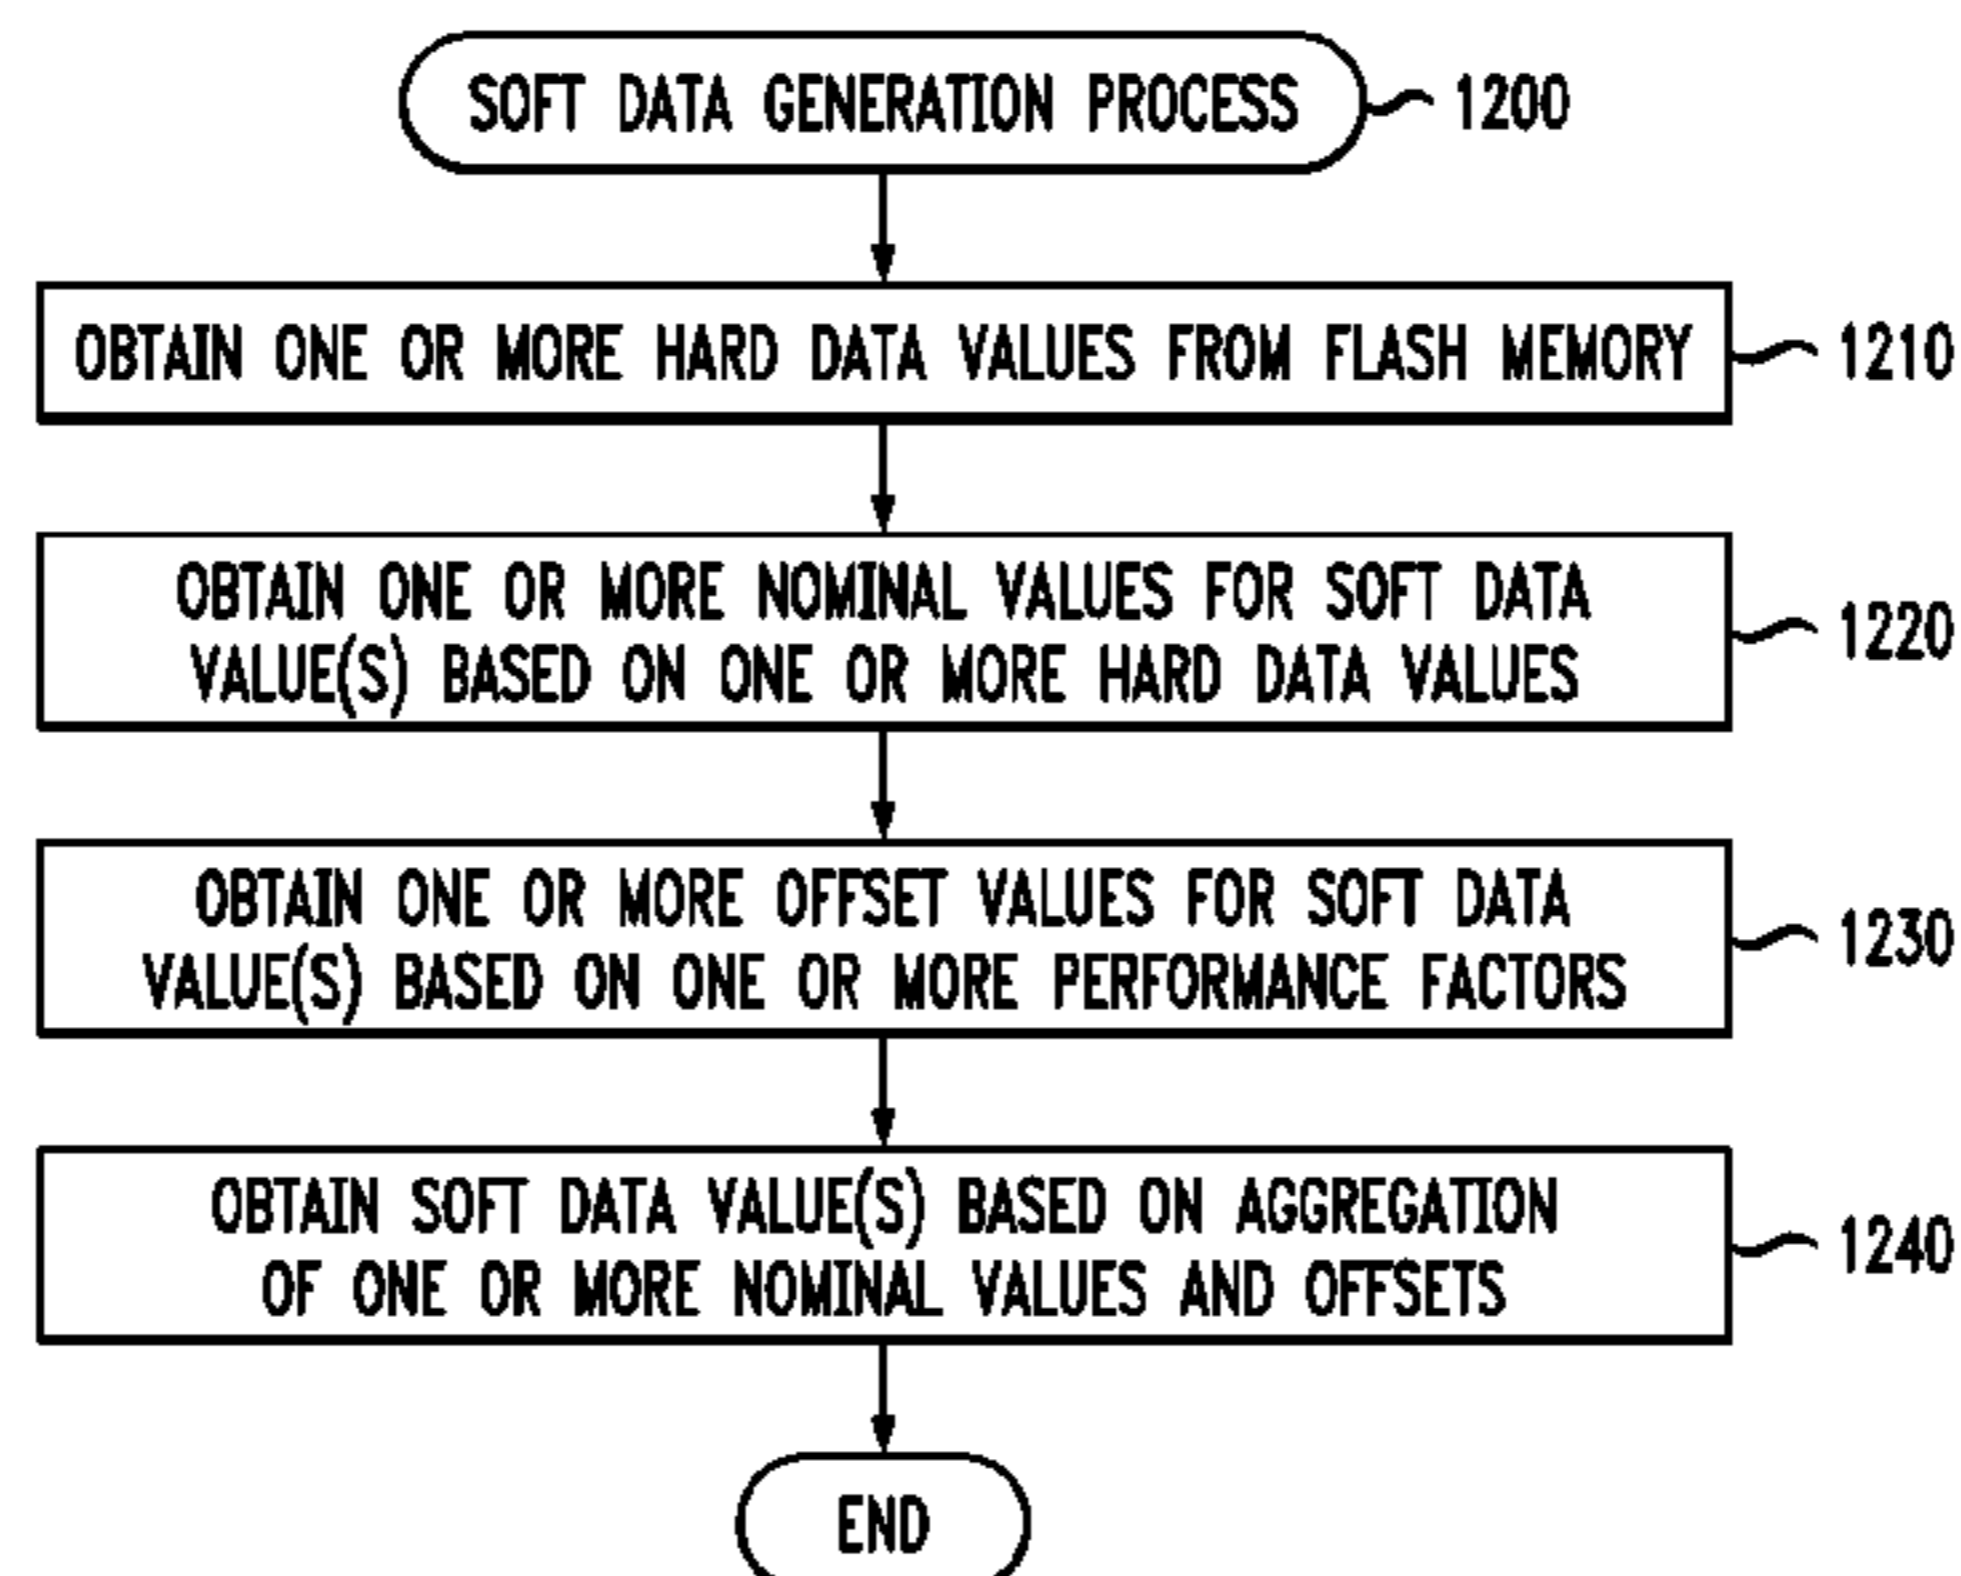 SOFT DATA GENERATION PROCESS
1200
OBTAIN ONE OR MORE HARD DATA VALUES FROM FLASH MEMORY
1210
OBTAIN ONE OR MORE NOMINAL VALUES FOR SOFT DATA
VALUE(S) BASED ON ONE OR MORE HARD DATA VALUES
1220
OBTAIN ONE OR MORE OFFSET VALUES FOR SOFT DATA
VALUE(S) BASED ON ONE OR MORE PERFORMANCE FACTORS
1230
OBTAIN SOFT DATA VALUE(S) BASED ON AGGREGATION
OF ONE OR MORE NOMINAL VALUES AND OFFSETS
1240
END